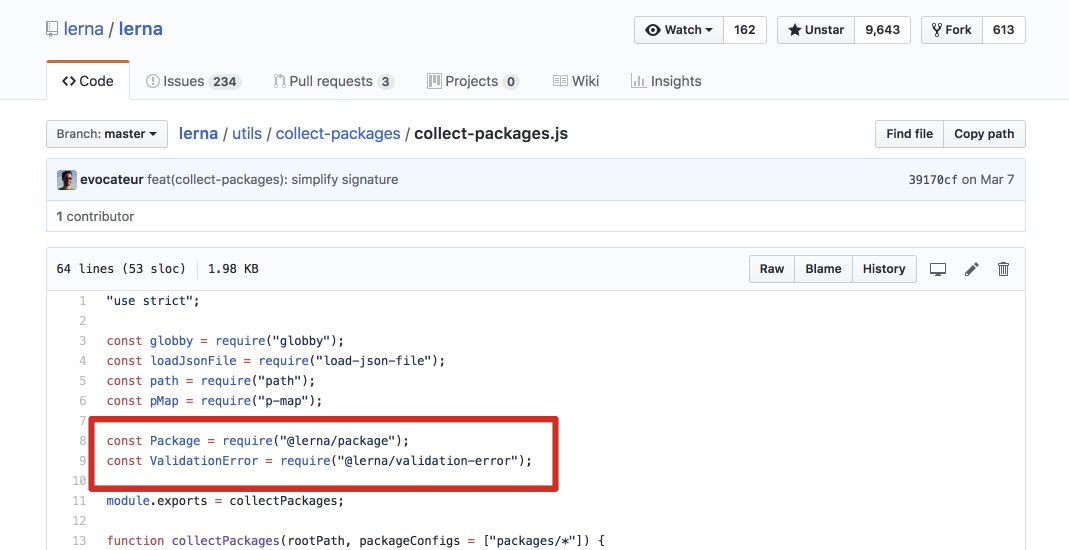 lerna / lerna
Watch 162 Unstar 9,643 Fork 613
Code Issues 234 Pull requests 3 Projects 0 Wiki Insights
Branch: master lerna / utils / collect-packages / collect-packages.js Find file Copy path
evocateur feat(collect-packages): simplify signature 39170cf on Mar 7
1 contributor
64 lines (53 sloc) 1.98 KB Raw Blame History
1 "use strict";
2
3 const globby = require("globby");
4 const loadJsonFile = require("load-json-file");
5 const path = require("path");
6 const pMap = require("p-map");
7
8 const Package = require("@lerna/package");
9 const ValidationError = require("@lerna/validation-error");
10
11 module.exports = collectPackages;
12
13 function collectPackages(rootPath, packageConfigs = ["packages/*"]) {